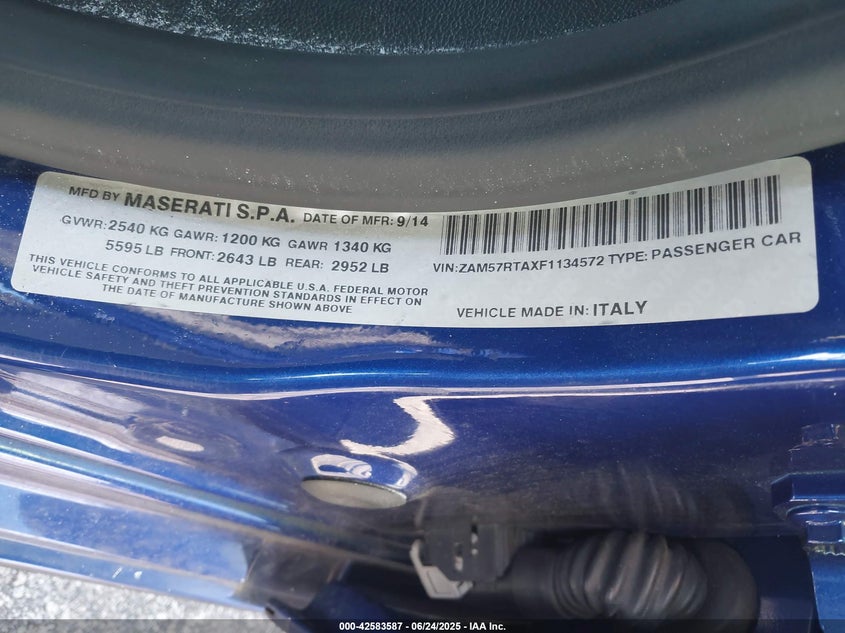 MFD BY MASERATI S.P.A. DATE OF MFR: 9/14
GVWR: 2540 KG GAWR: 1200 KG GAWR 1340 KG
5595 LB FRONT: 2643 LB REAR: 2952 LB
THIS VEHICLE CONFORMS TO ALL APPLICABLE U.S.A. FEDERAL MOTOR
VEHICLE SAFETY AND THEFT PREVENTION STANDARDS IN EFFECT ON
THE DATE OF MANUFACTURE SHOWN ABOVE
VIN:ZAM57RTAXF1134572 TYPE: PASSENGER CAR
VEHICLE MADE IN: ITALY
000-42583587 - 06/24/2025 - IAA Inc.